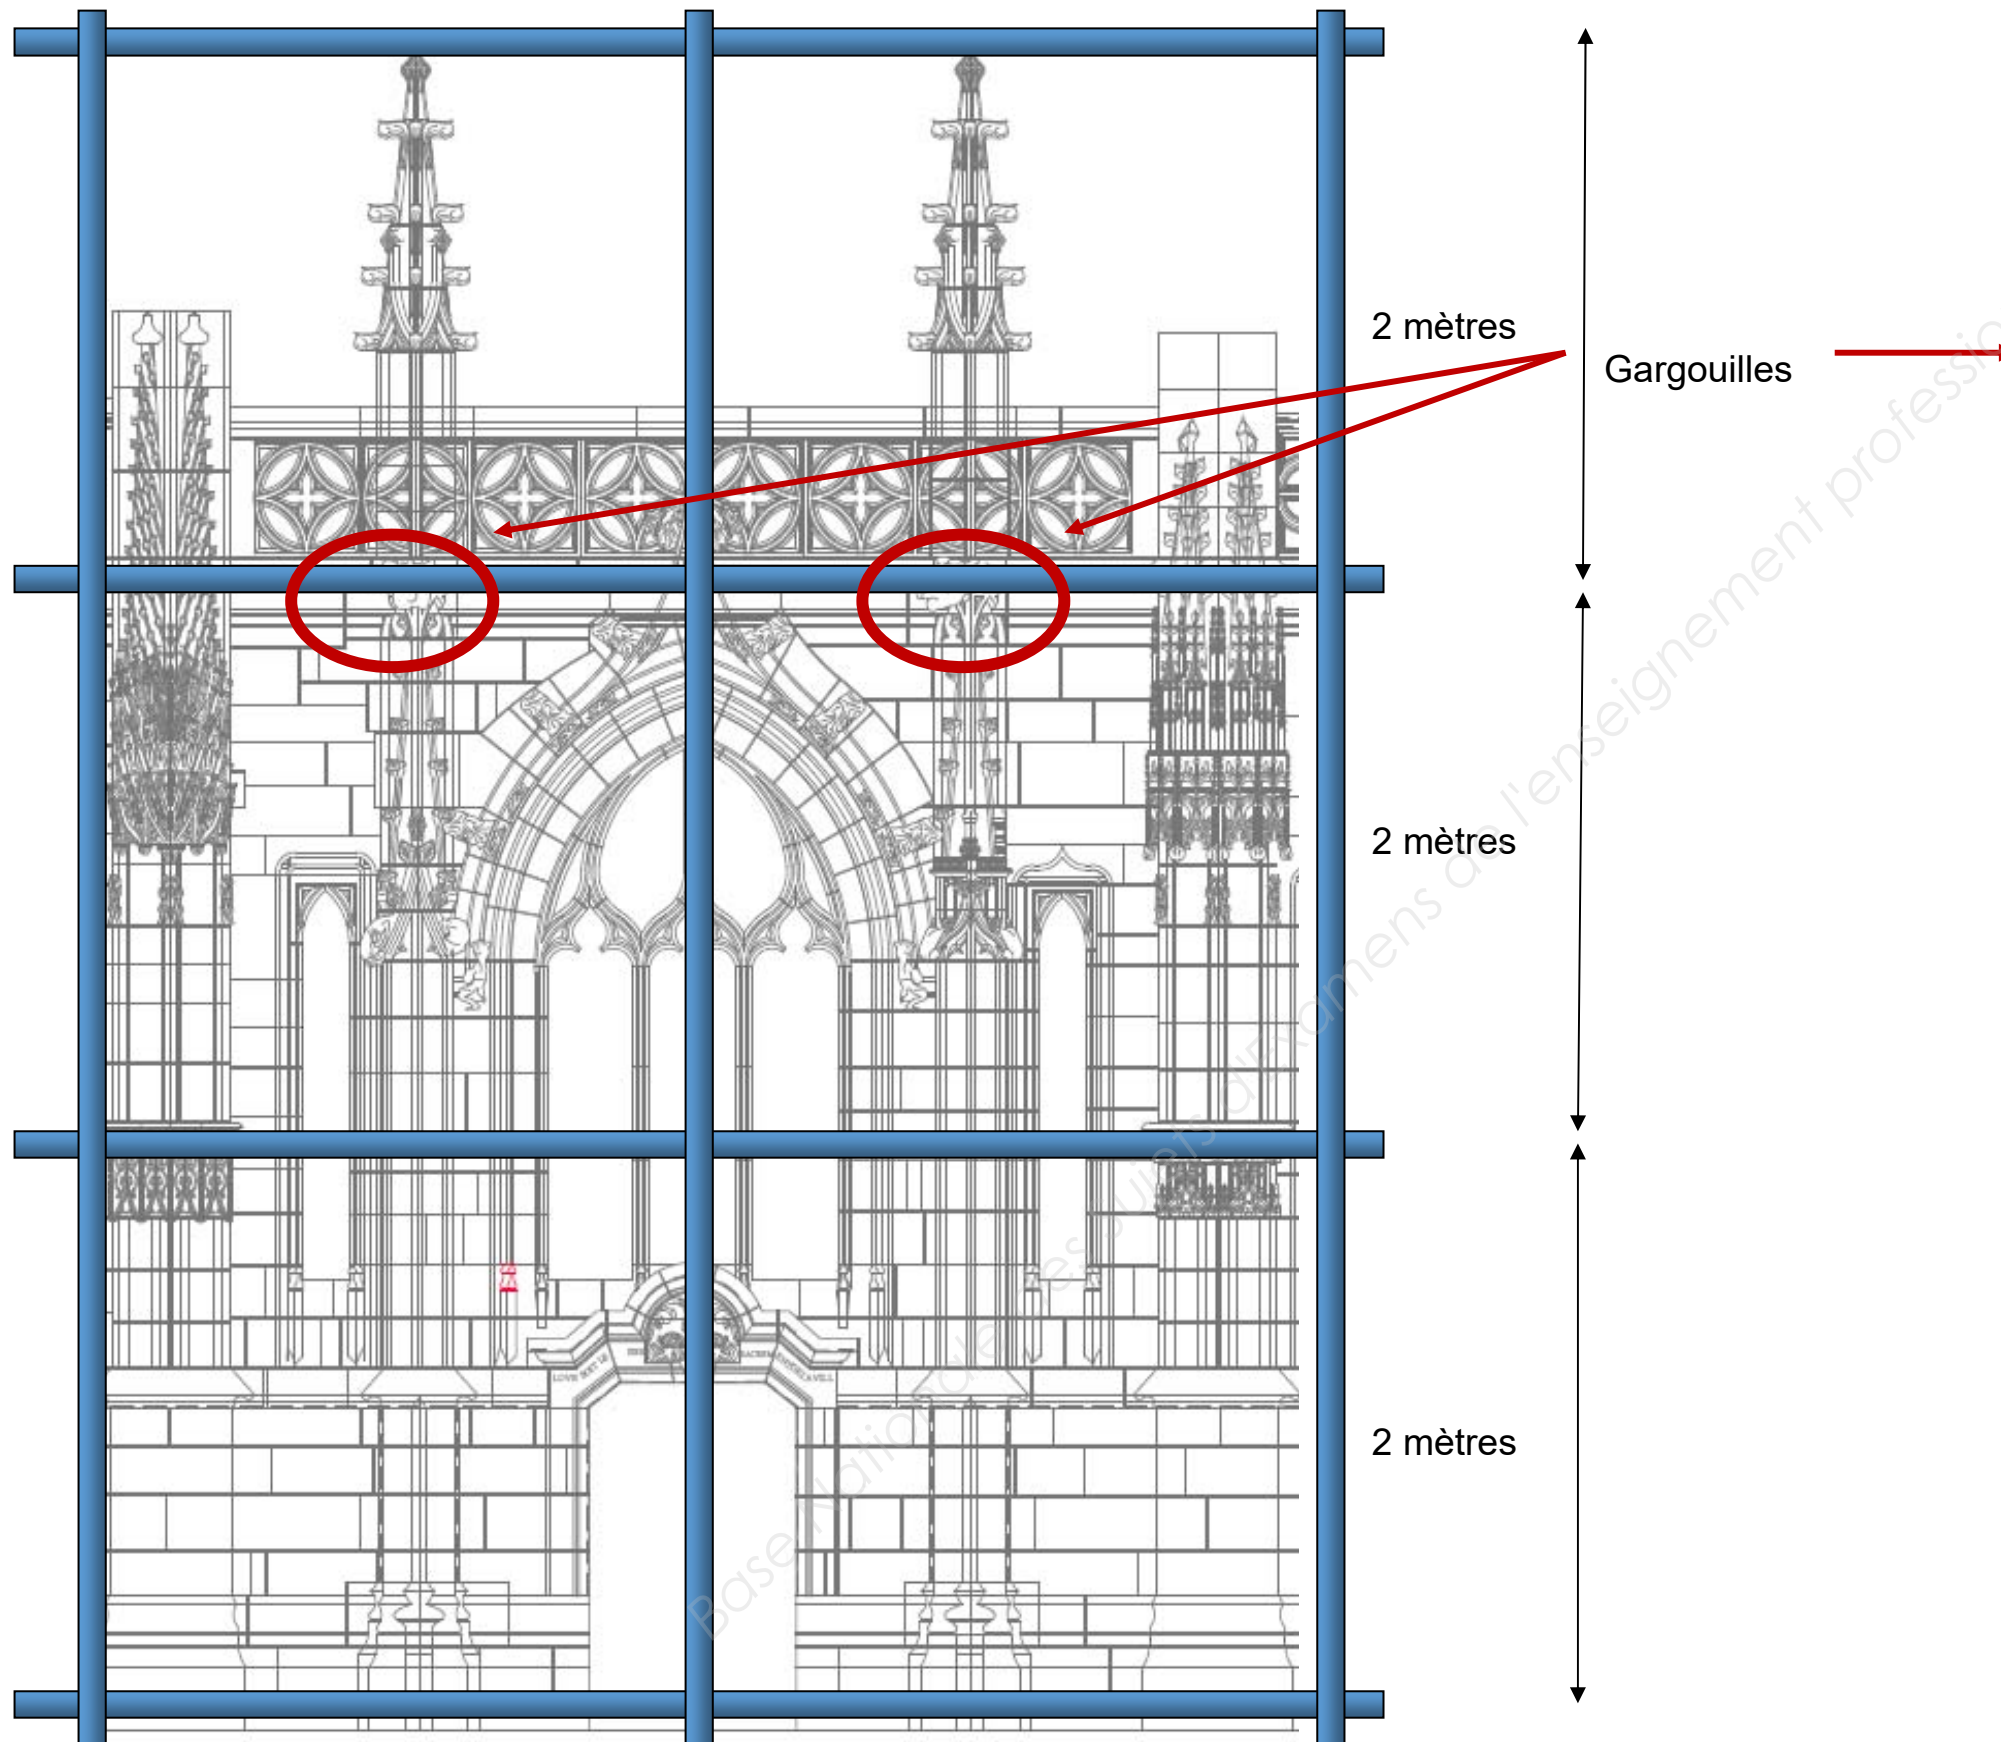 2 mètres
Gargouilles
2 mètres
2 mètres
Base Nationale des sujets d'Examens de l'enseignement professio